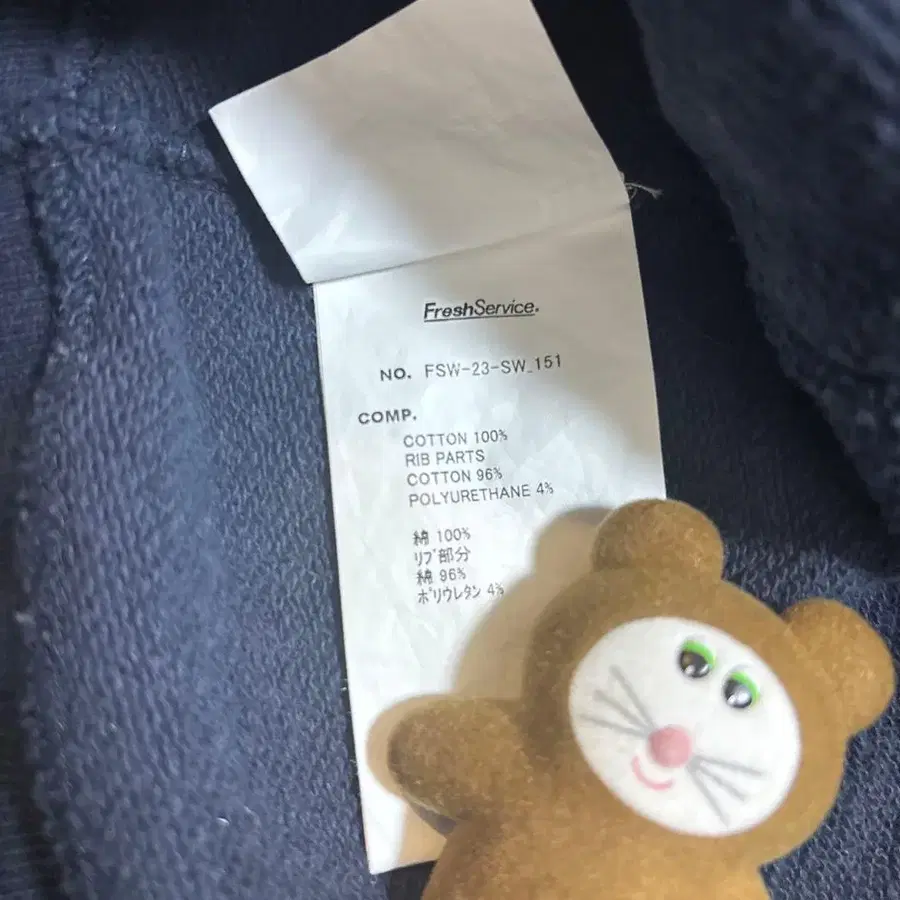 FreshService.
NO. FSW-23-SW_151
COMP.
COTTON 100%
RIB PARTS
COTTON 96%
POLYURETHANE 4%
綿 100%
ﾘﾌﾞ部分
綿 96%
ﾎﾟﾘｳﾚﾀﾝ 4%